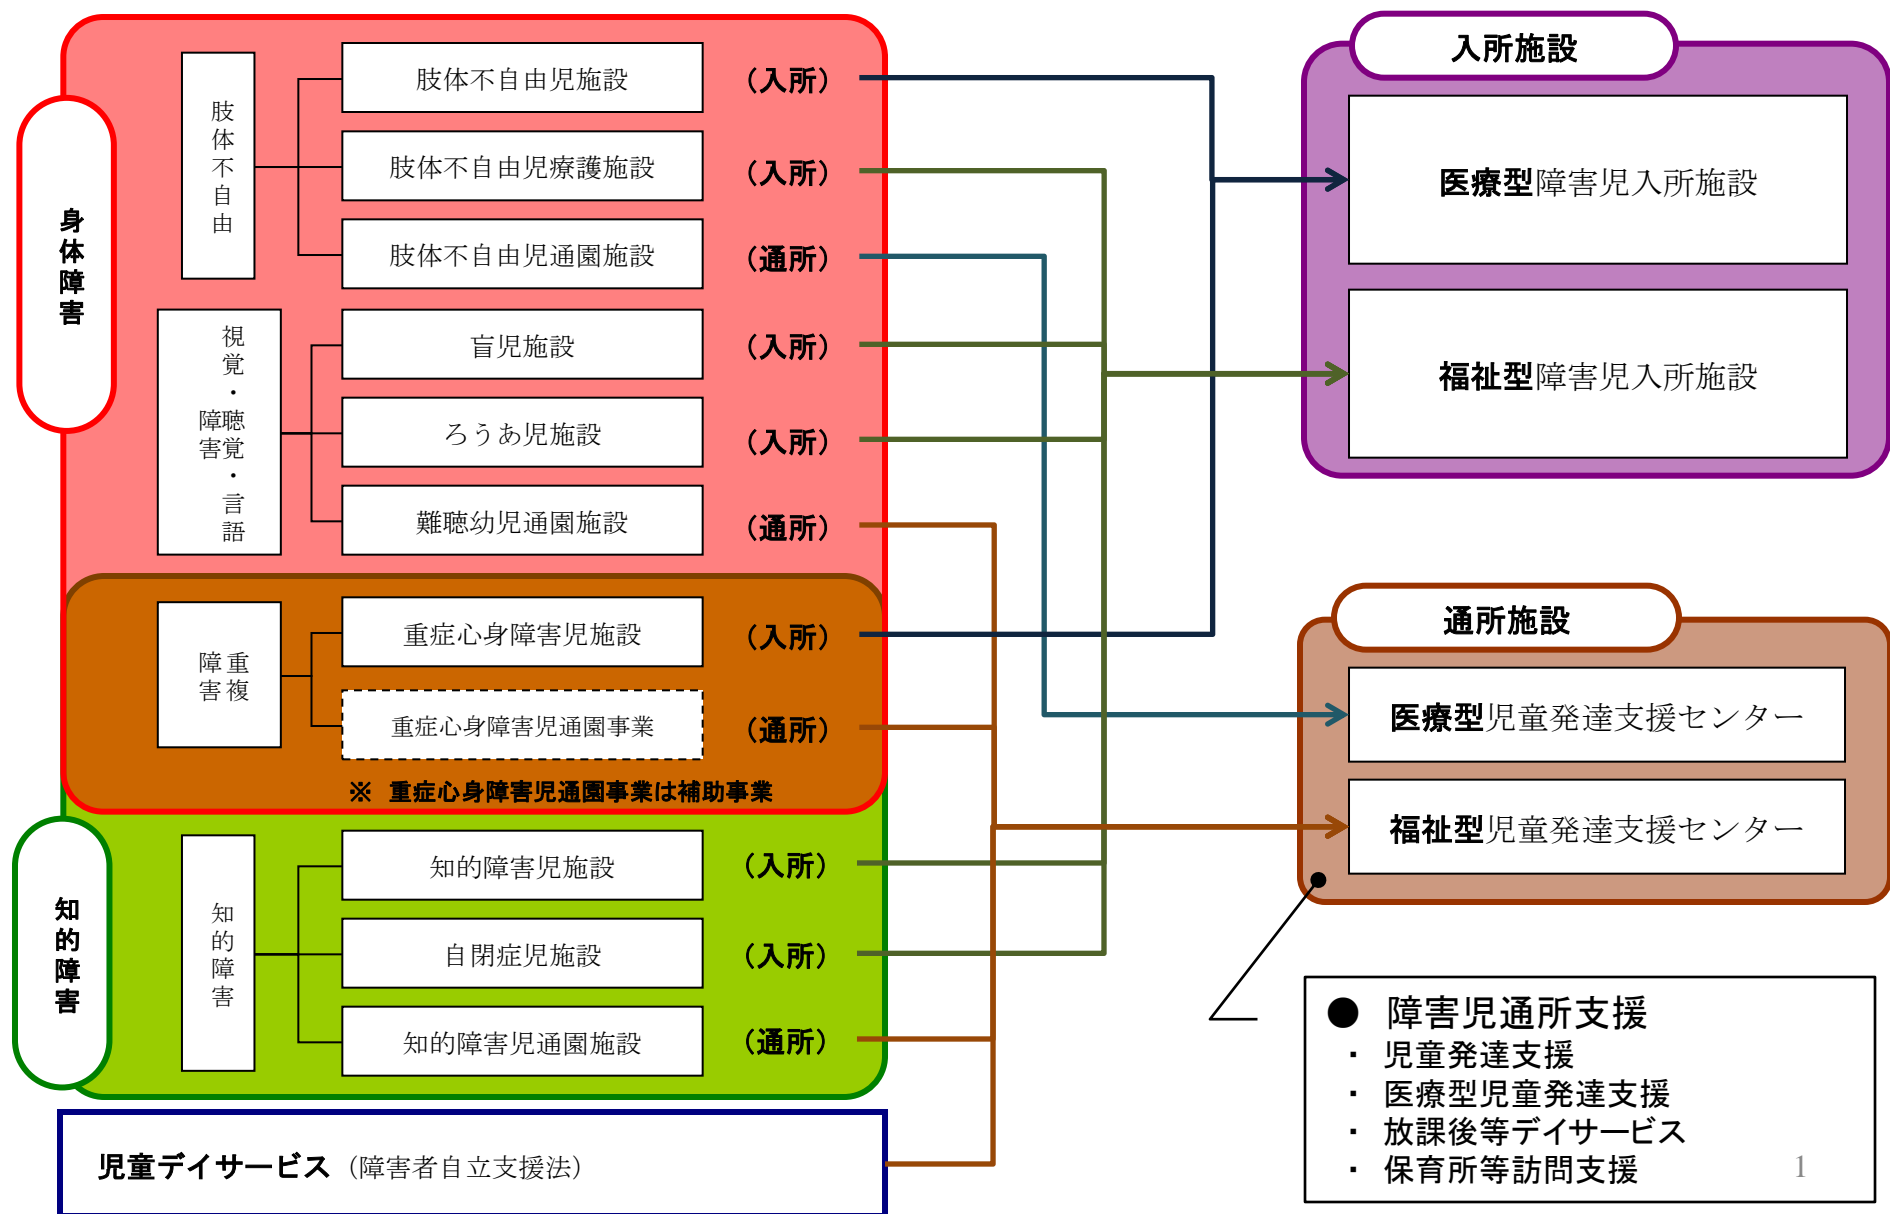 身体障害
肢体不自由
肢体不自由児施設 （入所）
肢体不自由児療護施設 （入所）
肢体不自由児通園施設 （通所）
視覚・聴覚・言語
障害
盲児施設 （入所）
ろうあ児施設 （入所）
難聴幼児通園施設 （通所）
重複
障害
重症心身障害児施設 （入所）
重症心身障害児通園事業 （通所）
※ 重症心身障害児通園事業は補助事業
知的障害
知的障害
知的障害児施設 （入所）
自閉症児施設 （入所）
知的障害児通園施設 （通所）
児童デイサービス（障害者自立支援法）
入所施設
医療型障害児入所施設
福祉型障害児入所施設
通所施設
医療型児童発達支援センター
福祉型児童発達支援センター
● 障害児通所支援
・ 児童発達支援
・ 医療型児童発達支援
・ 放課後等デイサービス
・ 保育所等訪問支援
1